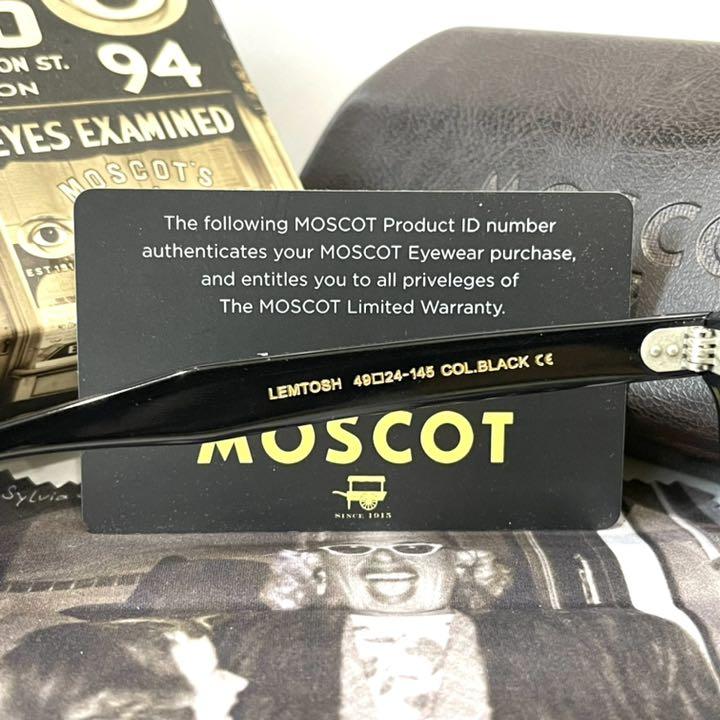 ON ST. 94
ON
EYES EXAMINED
MOSCOT'S
EST.
MOSCO
The following MOSCOT Product ID number
authenticates your MOSCOT Eyewear purchase,
and entitles you to all priveleges of
The MOSCOT Limited Warranty.
LEMTOSH 49□24-145 COL.BLACK CE
MOSCOT
SINCE 1915
Sylvia